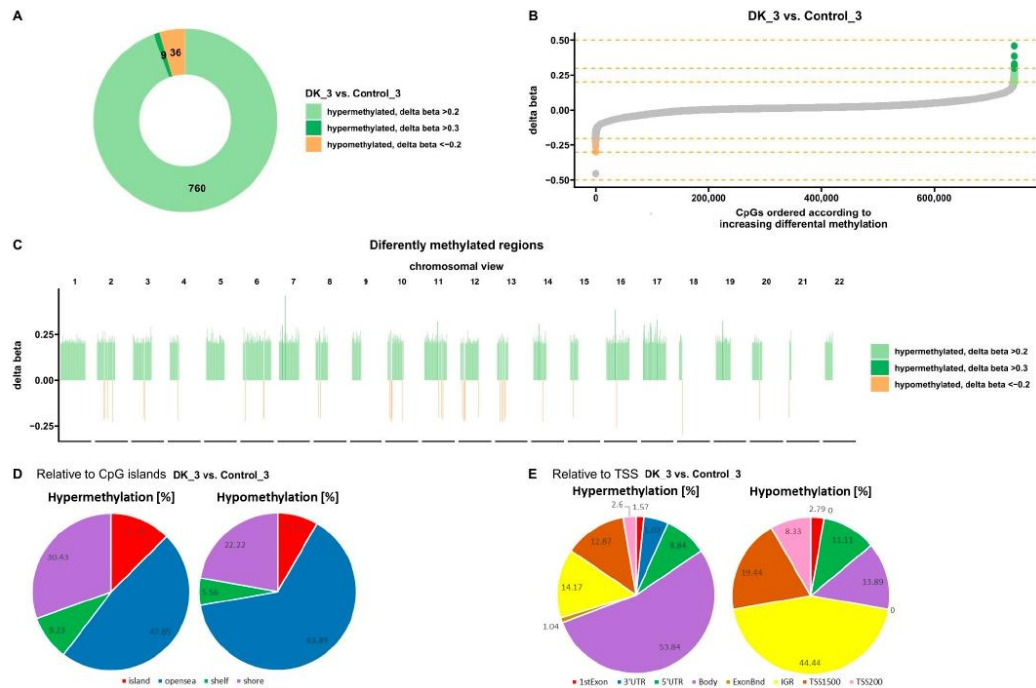 A
9
36
760
DK_3 vs. Control_3
hypermethylated, delta beta >0.2
hypermethylated, delta beta >0.3
hypomethylated, delta beta <-0.2
B
DK_3 vs. Control_3
delta beta
0.50
0.25
0.00
−0.25
−0.50
0
200,000
400,000
600,000
CpGs ordered according to
increasing differental methylation
C
Diferently methylated regions
chromosomal view
1 2 3 4 5 6 7 8 9 10 11 12 13 14 15 16 17 18 19 20 21 22
delta beta
0.25
0.00
−0.25
hypermethylated, delta beta >0.2
hypermethylated, delta beta >0.3
hypomethylated, delta beta <-0.2
D Relative to CpG islands DK_3 vs. Control_3
Hypermethylation [%]
30.43
9.23
47.85
Hypomethylation [%]
22.22
5.56
63.89
island opensea shelf shore
E Relative to TSS DK_3 vs. Control_3
Hypermethylation [%]
2.6
1.57
8.84
12.87
14.17
1.04
53.84
Hypomethylation [%]
2.79
0
8.33
11.11
19.44
13.89
0
44.44
1stExon 3'UTR 5'UTR Body ExonBnd IGR TSS1500 TSS200